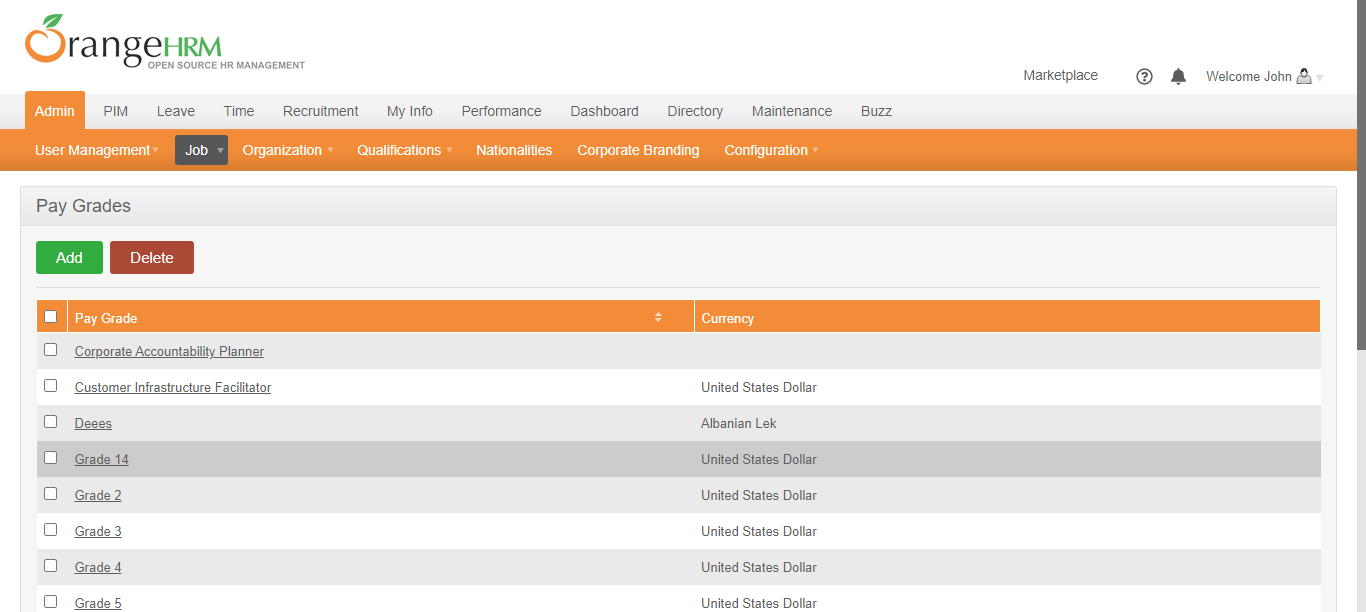 OrangeHRM
OPEN SOURCE HR MANAGEMENT
Marketplace ? Welcome John
Admin PIM Leave Time Recruitment My Info Performance Dashboard Directory Maintenance Buzz
User Management Job Organization Qualifications Nationalities Corporate Branding Configuration
Pay Grades
Add Delete
Pay Grade Currency
Corporate Accountability Planner
Customer Infrastructure Facilitator United States Dollar
Deees Albanian Lek
Grade 14 United States Dollar
Grade 2 United States Dollar
Grade 3 United States Dollar
Grade 4 United States Dollar
Grade 5 United States Dollar